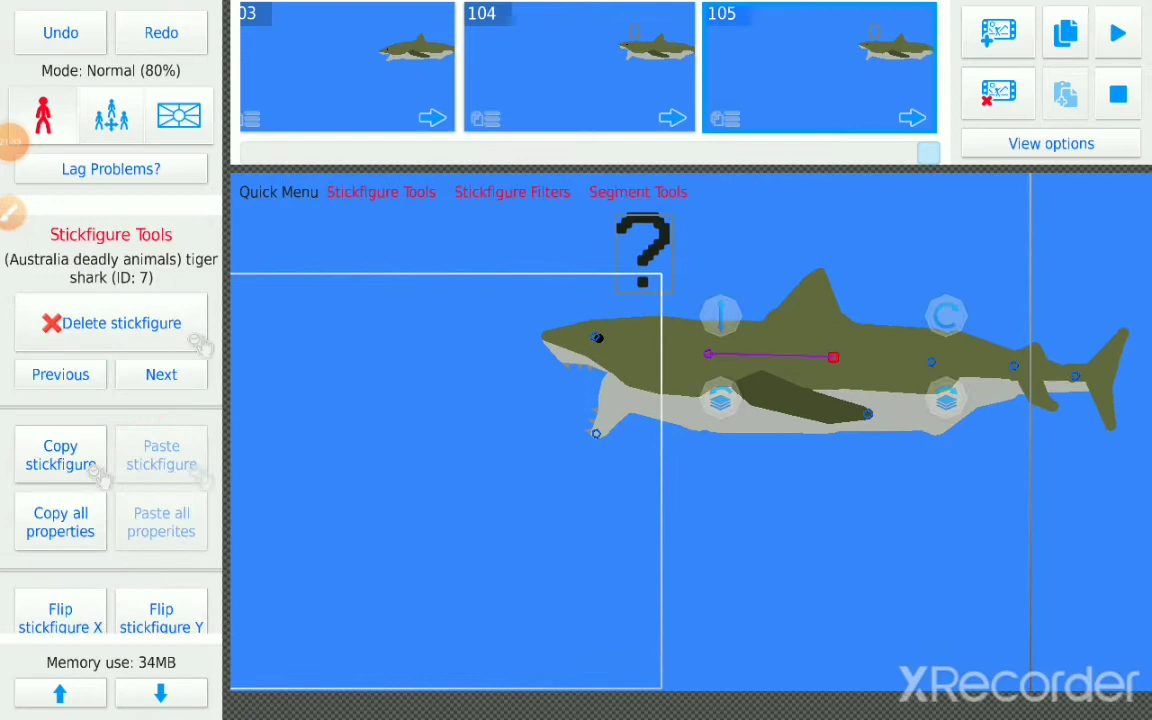 Undo
Redo
Mode: Normal (80%)
Lag Problems?
Stickfigure Tools
(Australia deadly animals) tiger
shark (ID: 7)
❌Delete stickfigure
Previous
Next
Copy
stickfigure
Paste
stickfigure
Copy all
properties
Paste all
properites
Flip
stickfigure X
Flip
stickfigure Y
Memory use: 34MB
03
104
105
View options
Quick Menu
Stickfigure Tools
Stickfigure Filters
Segment Tools
?
XRecorder